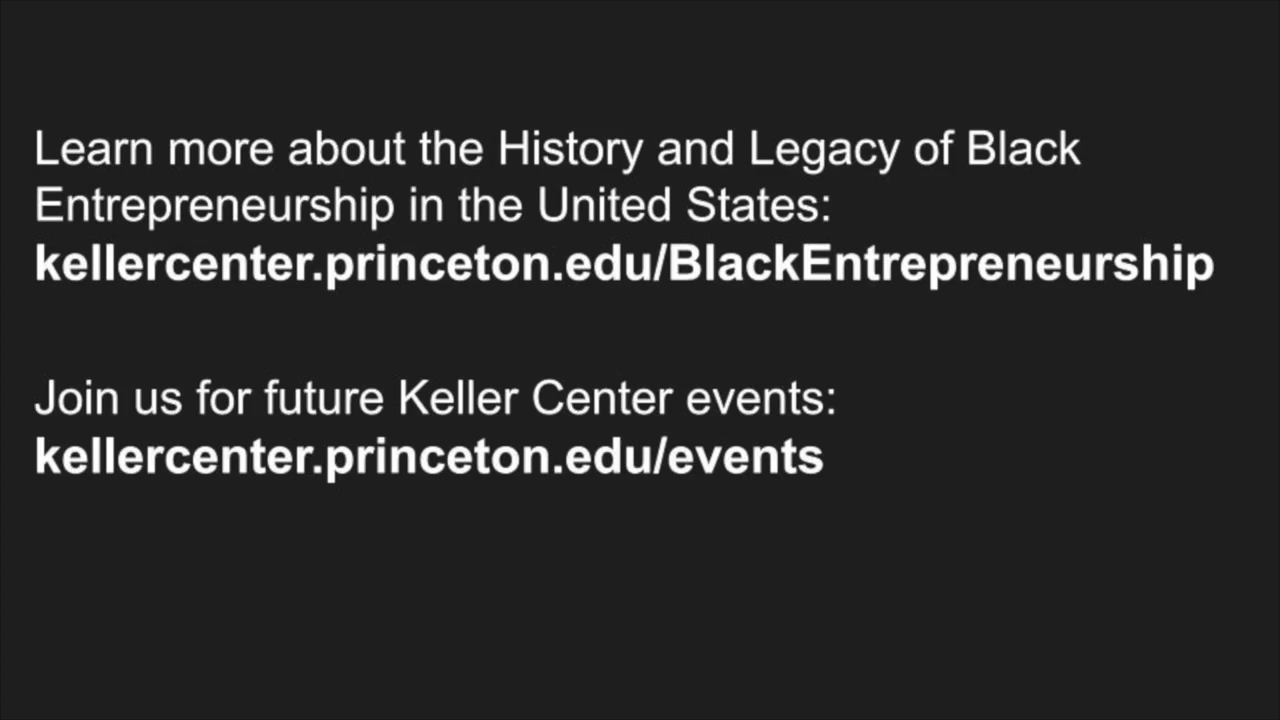 Learn more about the History and Legacy of Black
Entrepreneurship in the United States:
kellercenter.princeton.edu/BlackEntrepreneurship
Join us for future Keller Center events:
kellercenter.princeton.edu/events